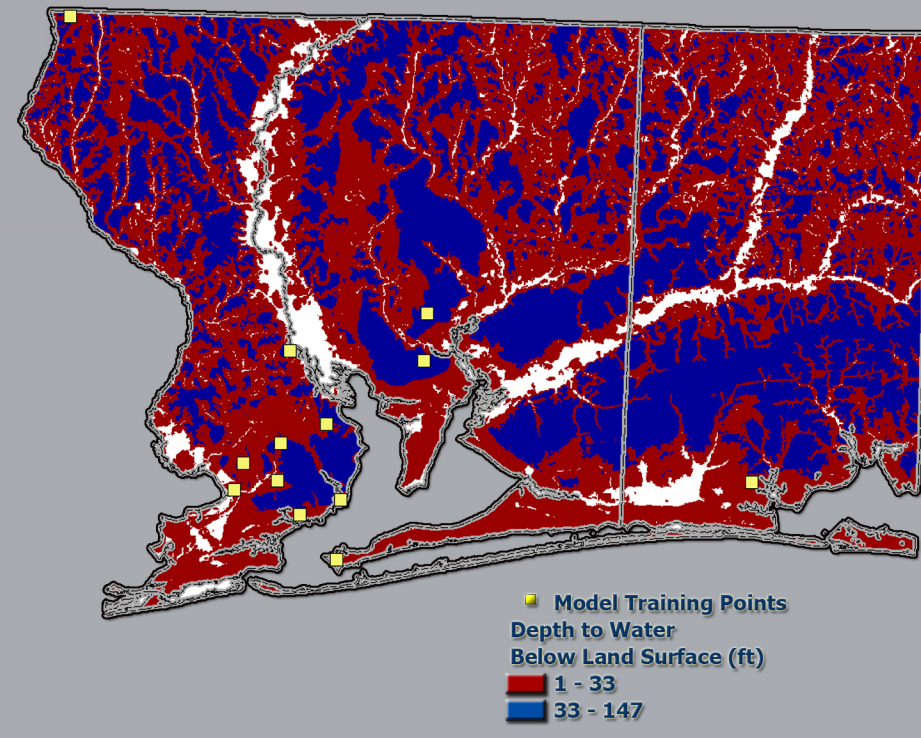 Model Training Points
Depth to Water
Below Land Surface (ft)
1 - 33
33 - 147